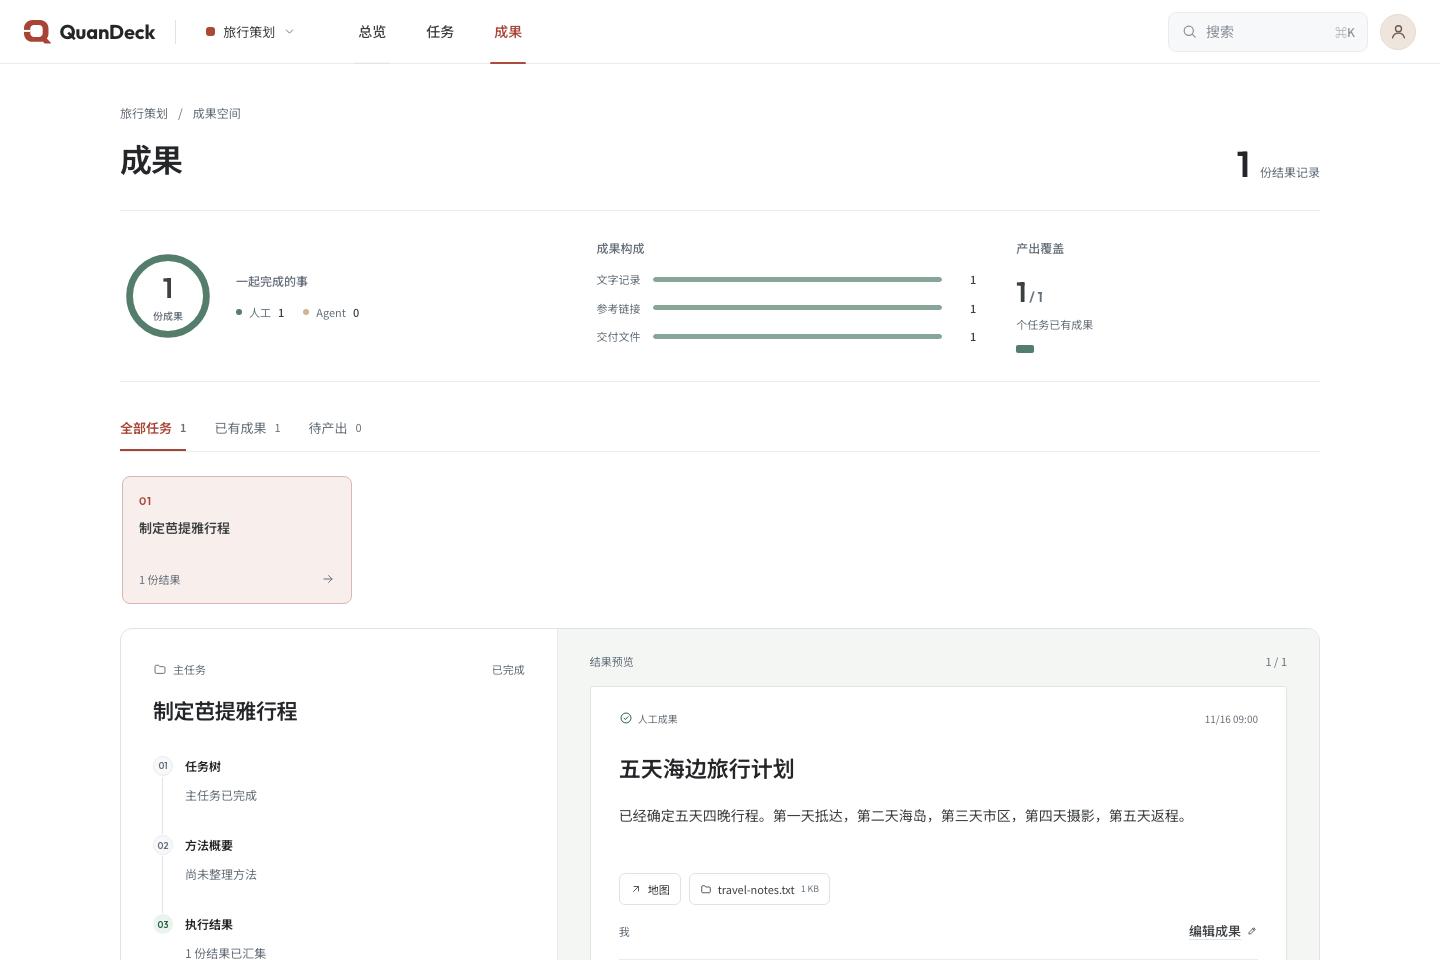 QuanDeck
旅行策划
总览
任务
成果
搜索
⌘K
旅行策划 / 成果空间
成果
1 份结果记录
1
份成果
一起完成的事
人工 1
Agent 0
成果构成
文字记录 1
参考链接 1
交付文件 1
产出覆盖
1 / 1
个任务已有成果
全部任务 1
已有成果 1
待产出 0
01
制定芭提雅行程
1 份结果
主任务
已完成
制定芭提雅行程
01 任务树
主任务已完成
02 方法概要
尚未整理方法
03 执行结果
1 份结果已汇集
结果预览
1 / 1
人工成果
11/16 09:00
五天海边旅行计划
已经确定五天四晚行程。第一天抵达，第二天海岛，第三天市区，第四天摄影，第五天返程。
地图
travel-notes.txt 1 KB
我
编辑成果